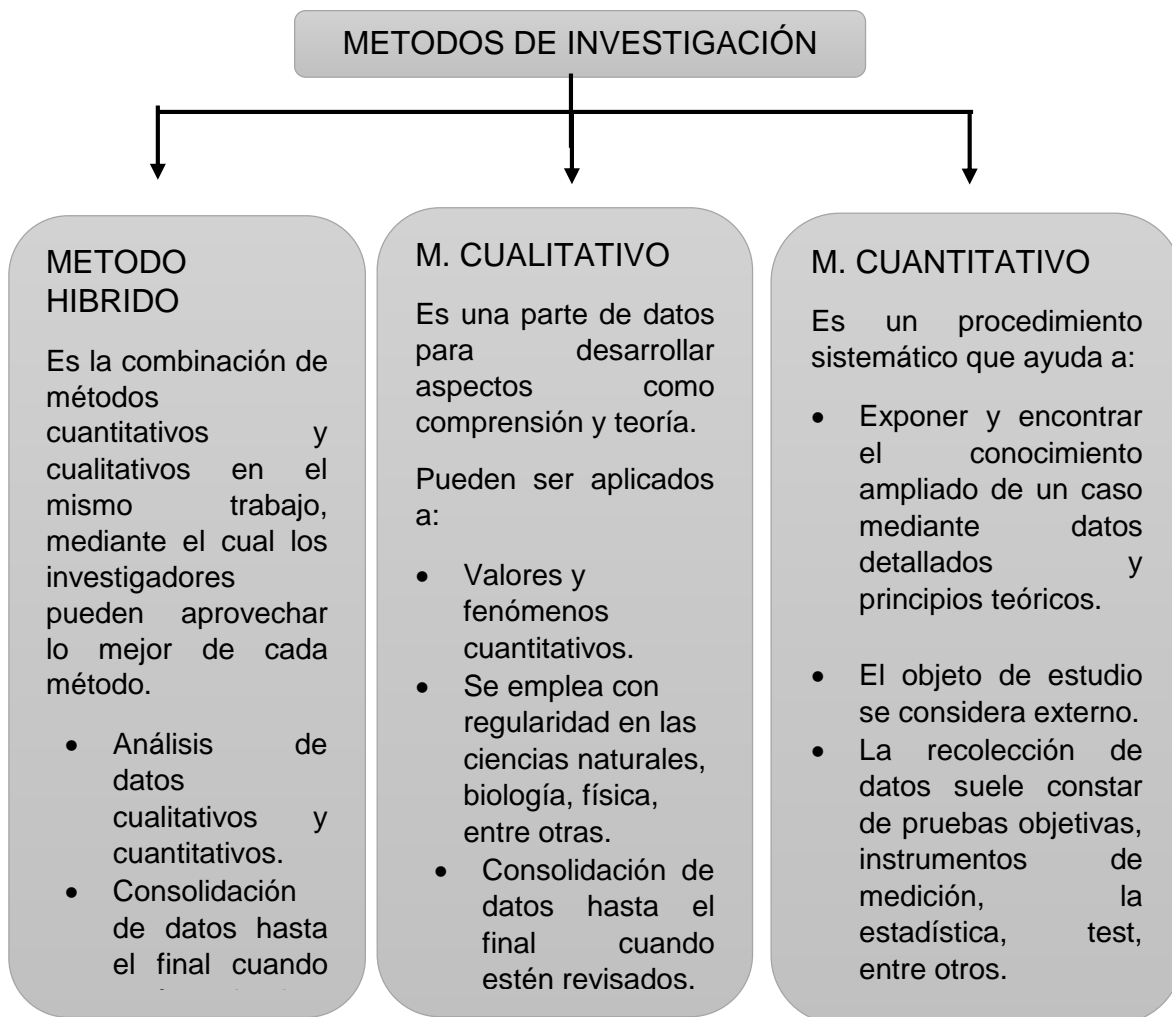 METODOS DE INVESTIGACIÓN
METODO
HIBRIDO
Es la combinación de
métodos
cuantitativos y
cualitativos en el
mismo trabajo,
mediante el cual los
investigadores
pueden aprovechar
lo mejor de cada
método.
• Análisis de
datos
cualitativos y
cuantitativos.
• Consolidación
de datos hasta
el final cuando
M. CUALITATIVO
Es una parte de datos
para desarrollar
aspectos como
comprensión y teoría.
Pueden ser aplicados
a:
• Valores y
fenómenos
cuantitativos.
• Se emplea con
regularidad en las
ciencias naturales,
biología, física,
entre otras.
• Consolidación de
datos hasta el
final cuando
estén revisados.
M. CUANTITATIVO
Es un procedimiento
sistemático que ayuda a:
• Exponer y encontrar
el conocimiento
ampliado de un caso
mediante datos
detallados y
principios teóricos.
• El objeto de estudio
se considera externo.
• La recolección de
datos suele constar
de pruebas objetivas,
instrumentos de
medición, la
estadística, test,
entre otros.